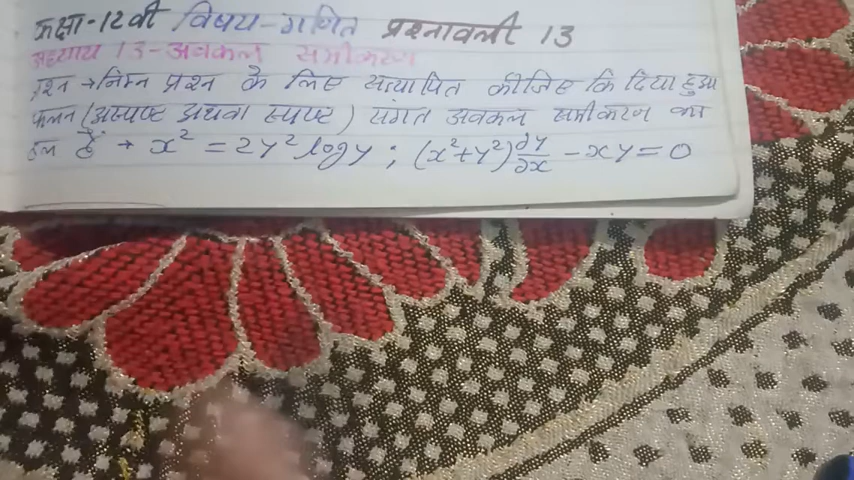 कक्षा-12वी विषय-गणित प्रश्नावली 13
अध्याय 13-अवकल समीकरण
प्रश्न →निम्न प्रश्न के लिए सत्यापित कीजिए कि दिया हुआ
फलन(अस्पष्ट अथवा स्पष्ट) संगत अवकल समीकरण का
हल है → x² = 2y² log y ; (x²+y²)dy/dx - xy = 0